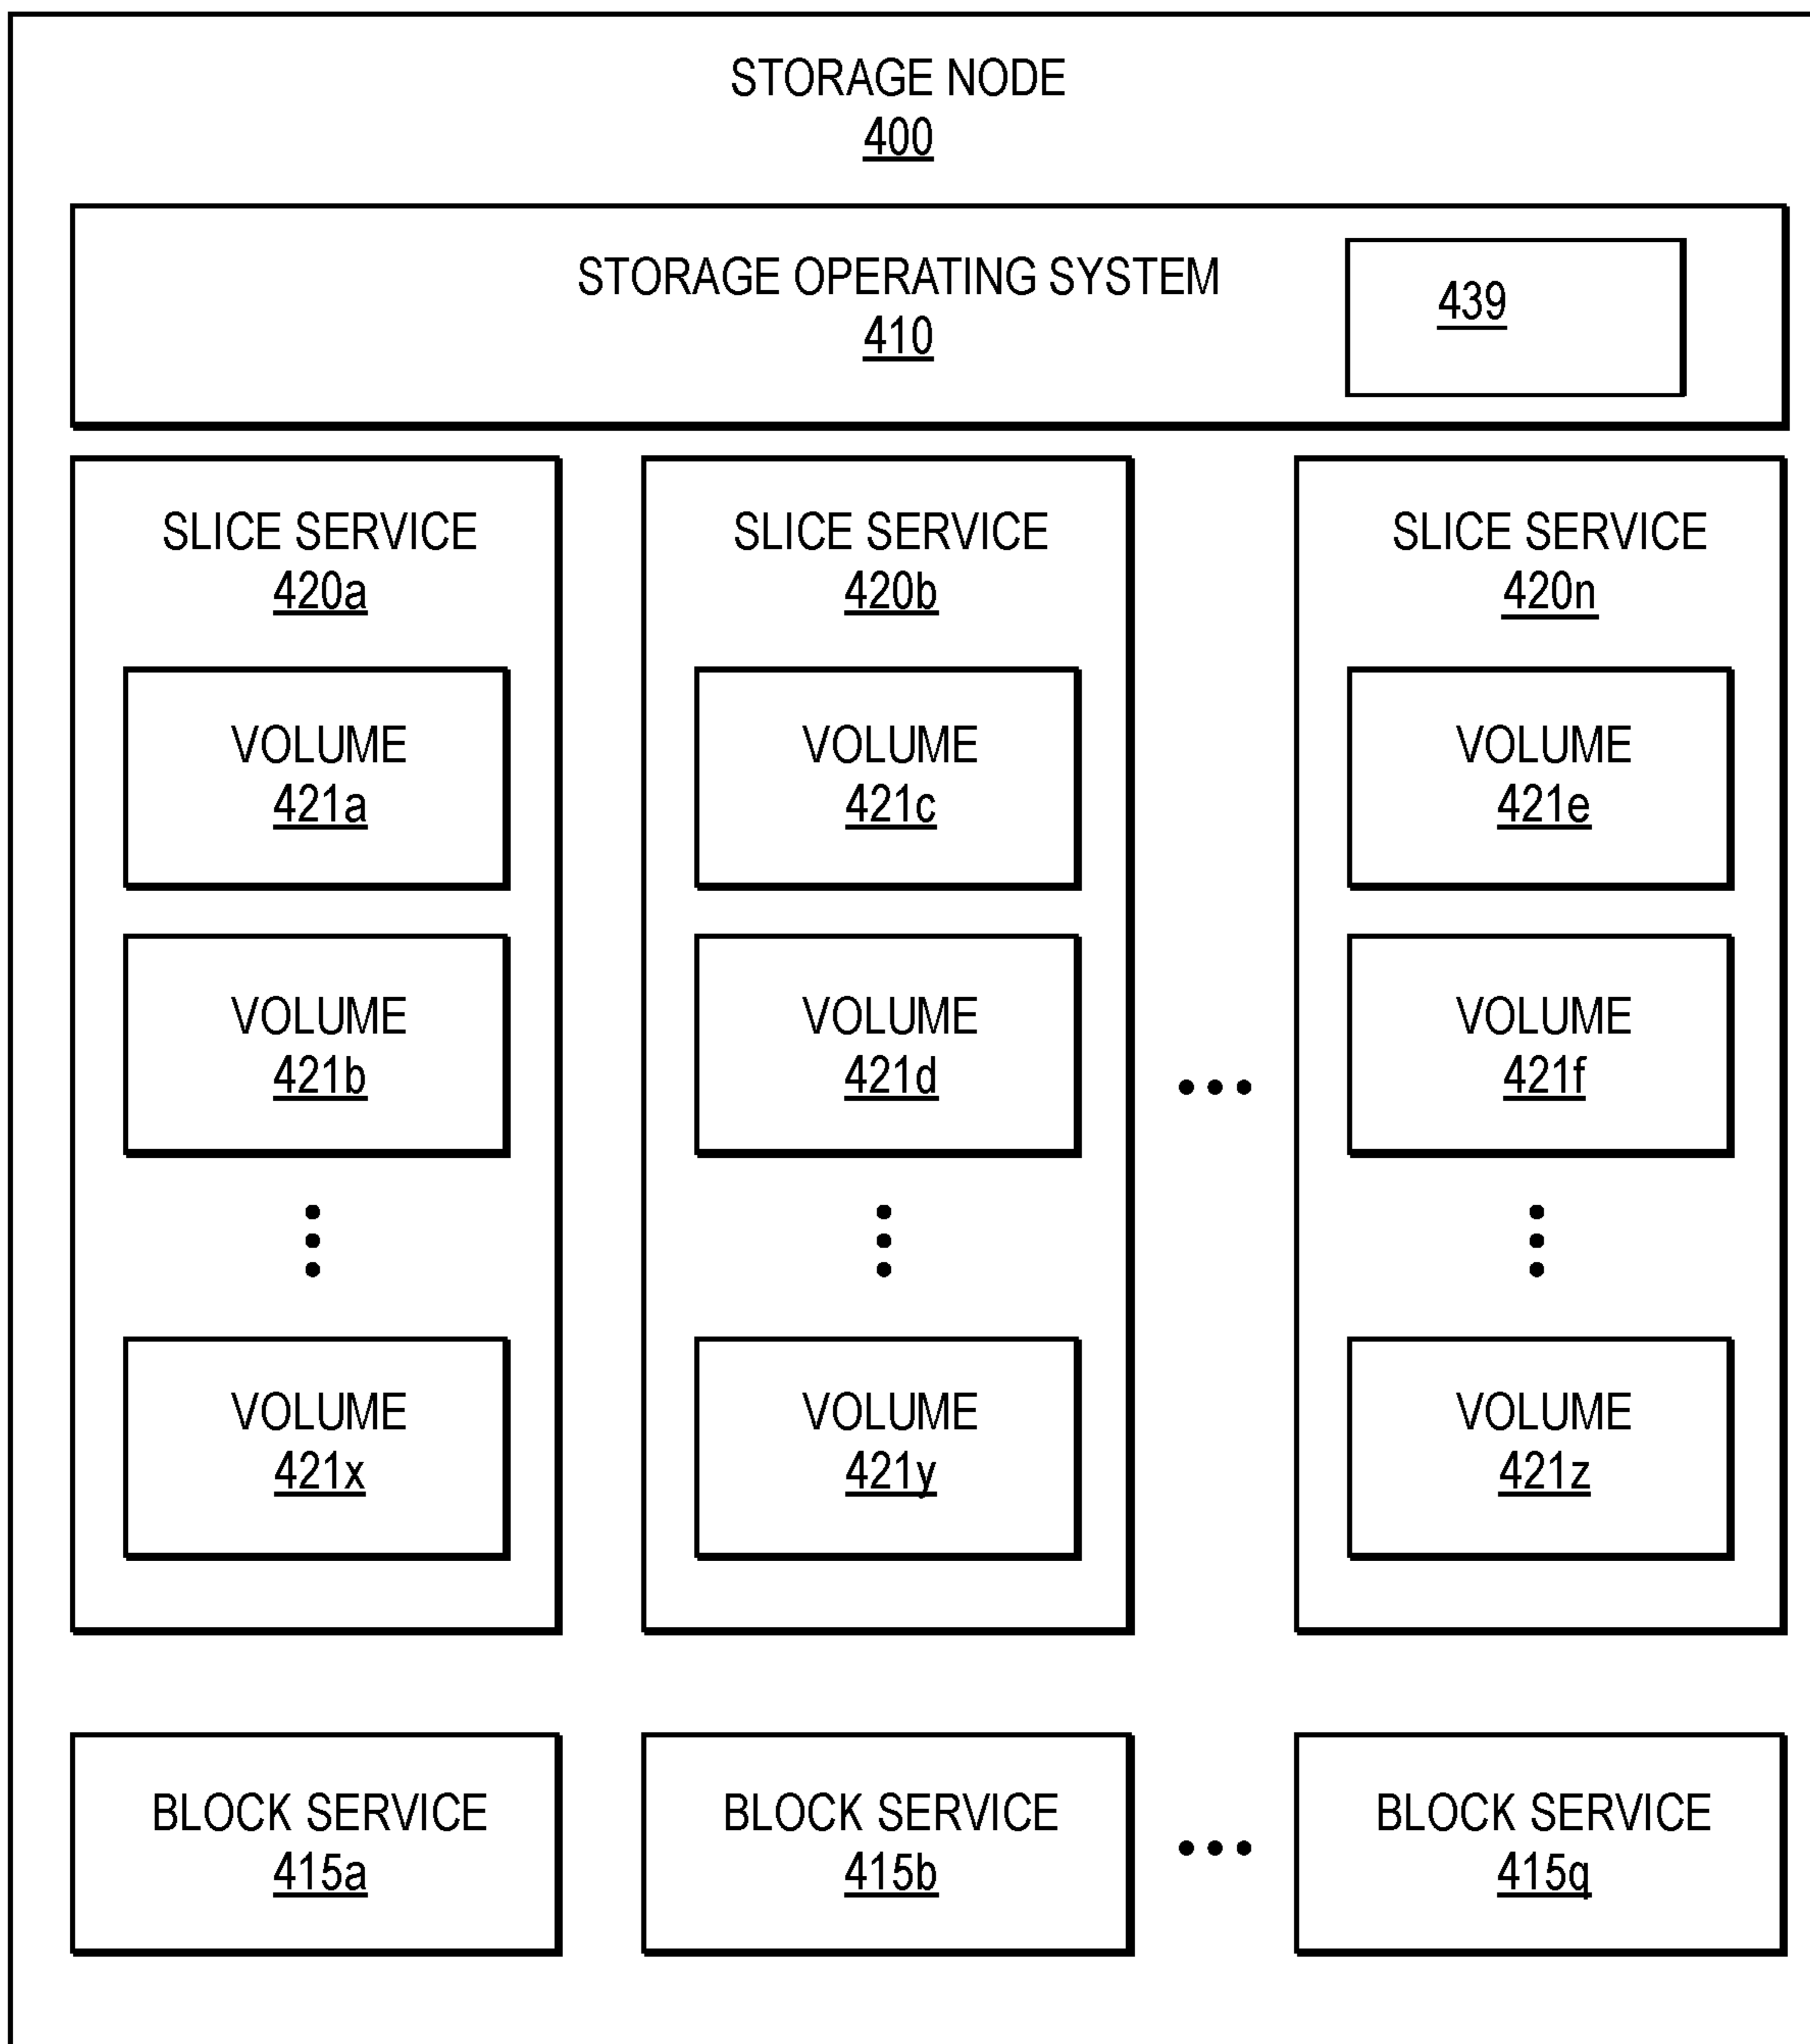 STORAGE NODE
400
STORAGE OPERATING SYSTEM
410
439
SLICE SERVICE
420a
VOLUME
421a
VOLUME
421b
VOLUME
421x
SLICE SERVICE
420b
VOLUME
421c
VOLUME
421d
VOLUME
421y
SLICE SERVICE
420n
VOLUME
421e
VOLUME
421f
VOLUME
421z
BLOCK SERVICE
415a
BLOCK SERVICE
415b
BLOCK SERVICE
415q